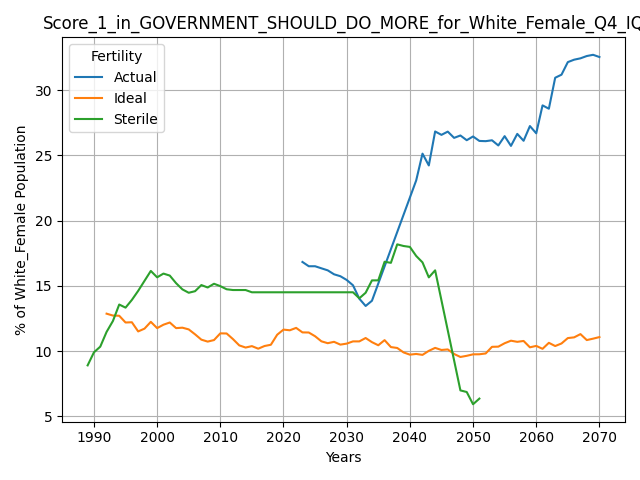 Score_1_in_GOVERNMENT_SHOULD_DO_MORE_for_White_Female_Q4_IQ
Fertility
Actual
Ideal
Sterile
% of White_Female Population
30
25
20
15
10
5
1990 2000 2010 2020 2030 2040 2050 2060 2070
Years